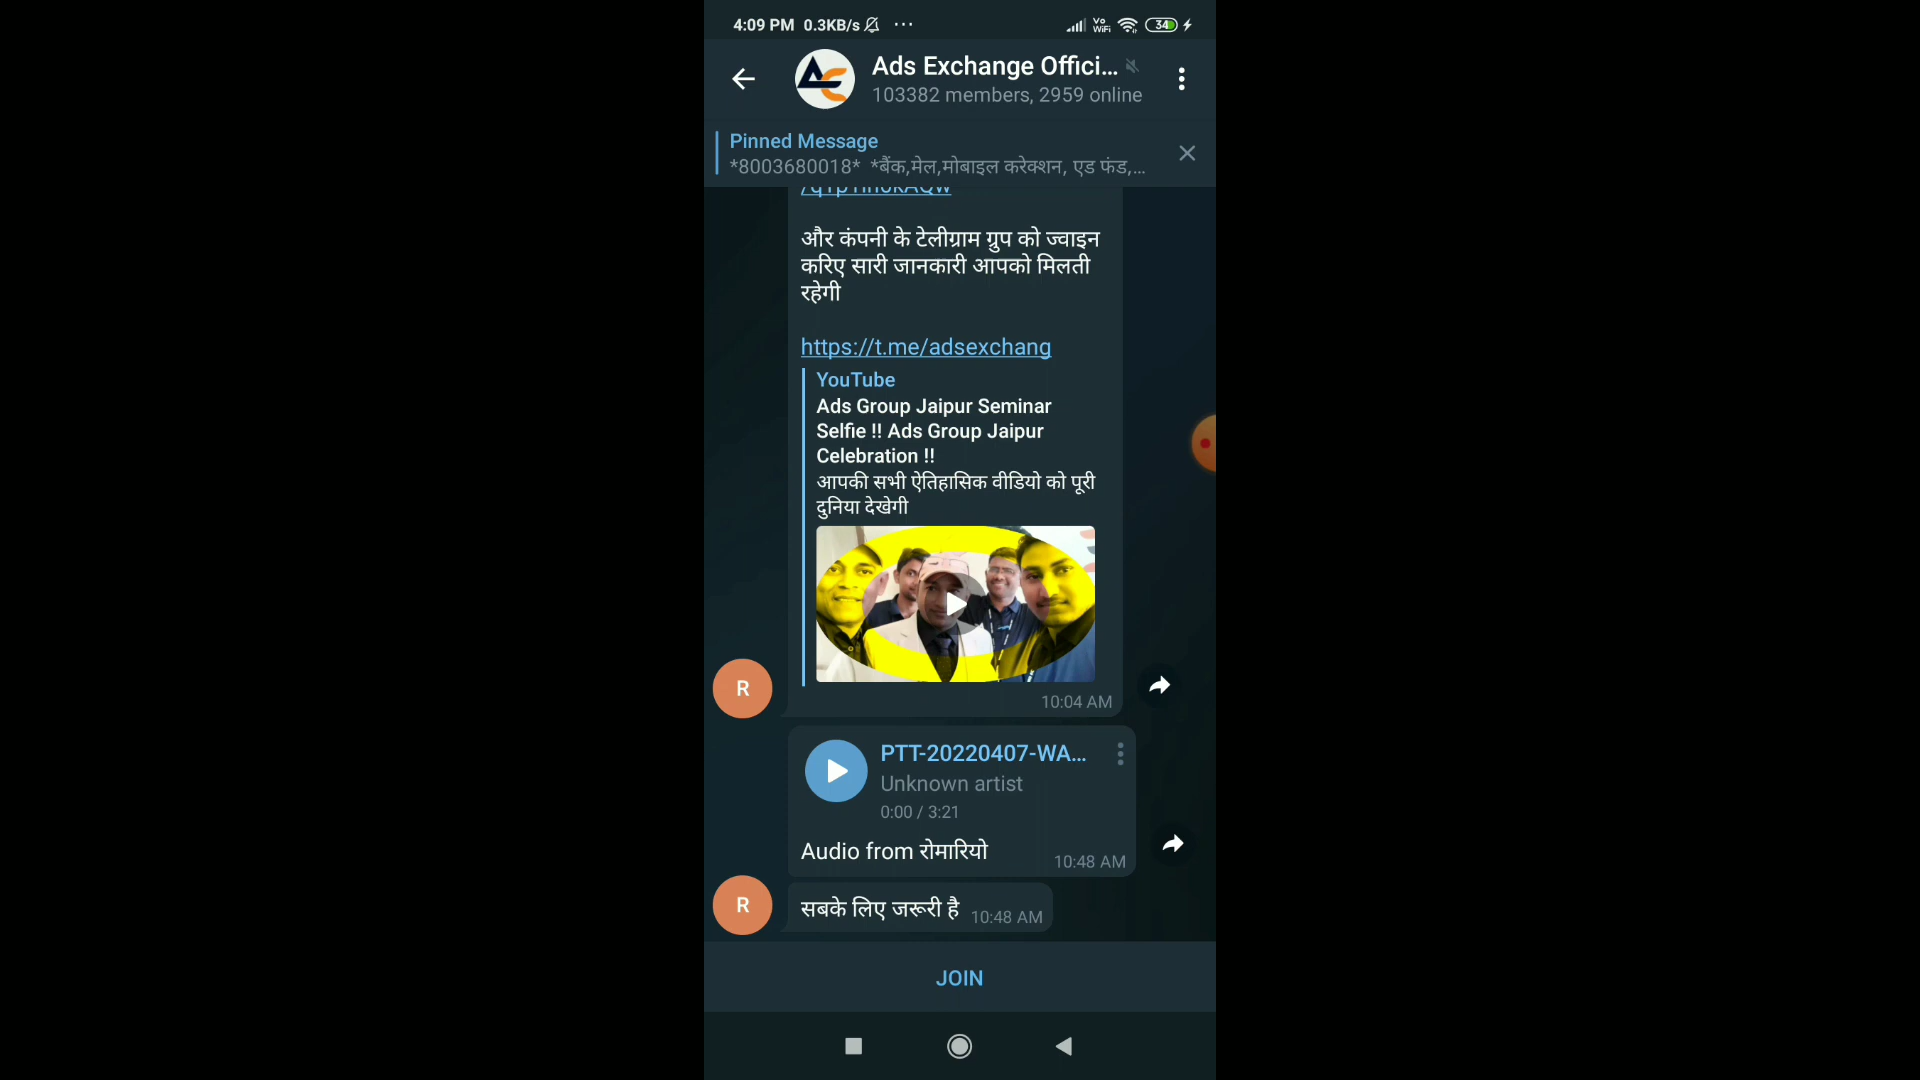 4:09 PM 0.3KB/s ...
Vo WiFi 34
Ads Exchange Offici...
103382 members, 2959 online
Pinned Message
*8003680018* *बैंक,मेल,मोबाइल करेक्शन, एड फंड,...
और कंपनी के टेलीग्राम ग्रुप को ज्वाइन
करिए सारी जानकारी आपको मिलती
रहेगी
https://t.me/adsexchang
YouTube
Ads Group Jaipur Seminar
Selfie !! Ads Group Jaipur
Celebration !!
आपकी सभी ऐतिहासिक वीडियो को पूरी
दुनिया देखेगी
R
10:04 AM
PTT-20220407-WA...
Unknown artist
0:00 / 3:21
Audio from रोमारियो
10:48 AM
R
सबके लिए जरूरी है 10:48 AM
JOIN